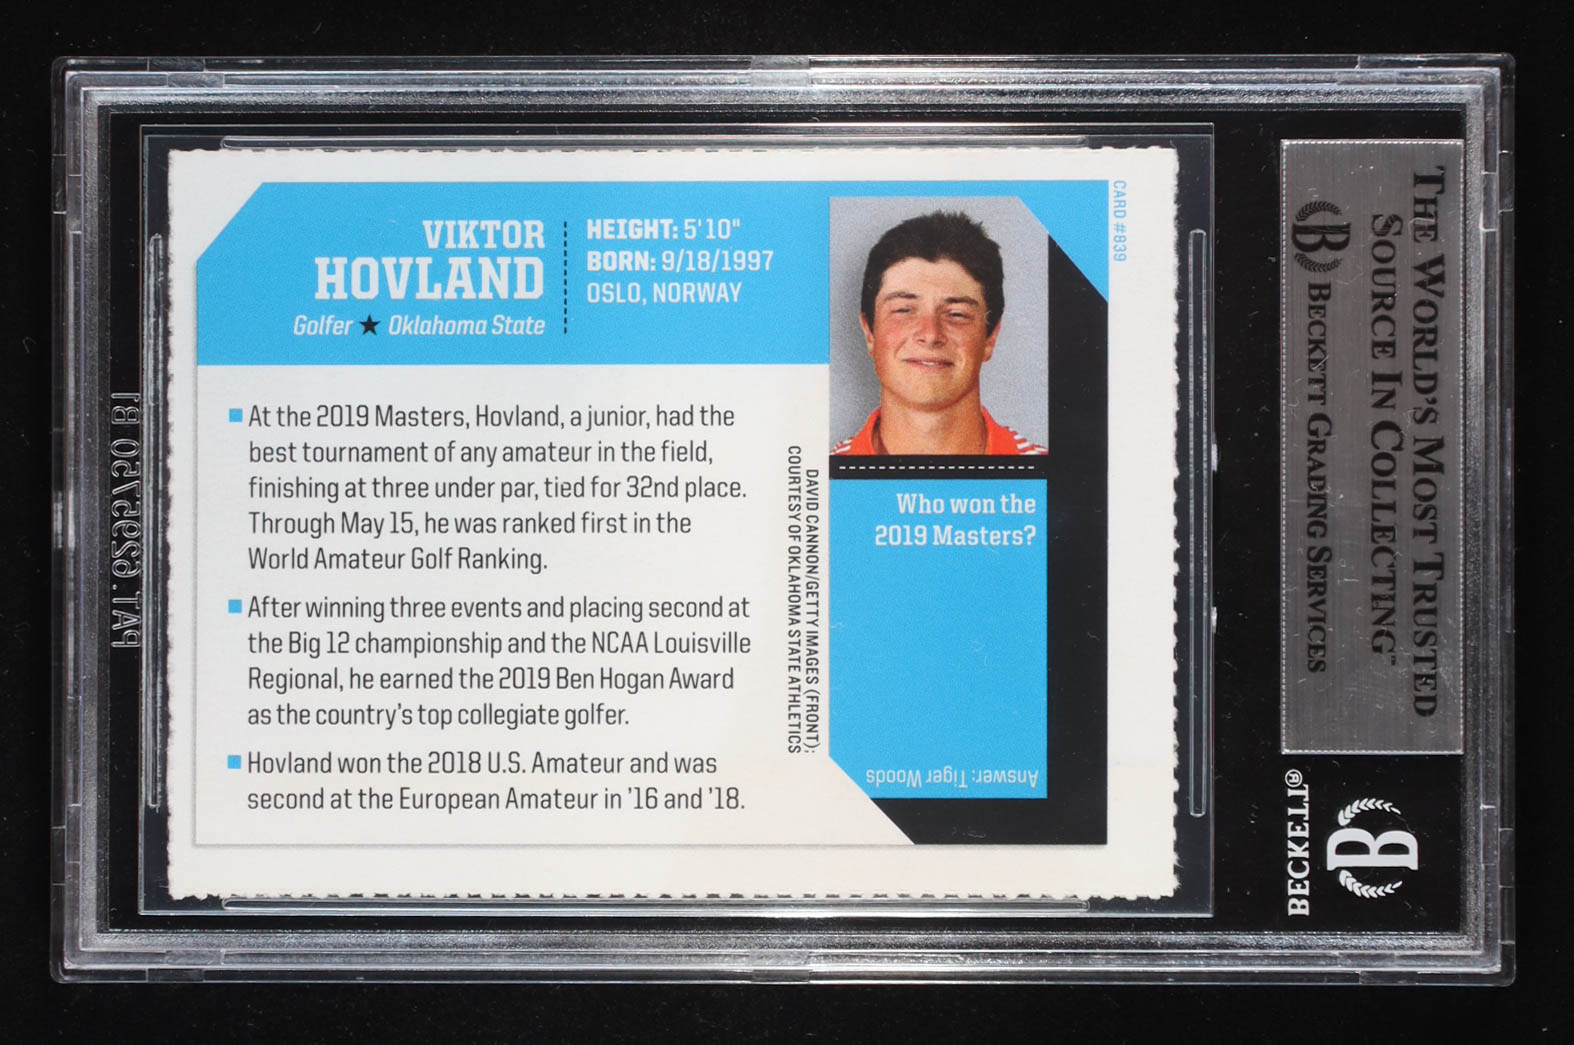 VIKTOR
HOVLAND
Golfer ★ Oklahoma State
HEIGHT: 5'10"
BORN: 9/18/1997
OSLO, NORWAY
CARD #839
■ At the 2019 Masters, Hovland, a junior, had the
best tournament of any amateur in the field,
finishing at three under par, tied for 32nd place.
Through May 15, he was ranked first in the
World Amateur Golf Ranking.
■ After winning three events and placing second at
the Big 12 championship and the NCAA Louisville
Regional, he earned the 2019 Ben Hogan Award
as the country's top collegiate golfer.
■ Hovland won the 2018 U.S. Amateur and was
second at the European Amateur in '16 and '18.
DAVID CANNON/GETTY IMAGES (FRONT);
COURTESY OF OKLAHOMA STATE ATHLETICS
Who won the
2019 Masters?
Answer: Tiger Woods
THE WORLD'S MOST TRUSTED
SOURCE IN COLLECTING™
B BECKETT GRADING SERVICES
B
BECKETT®